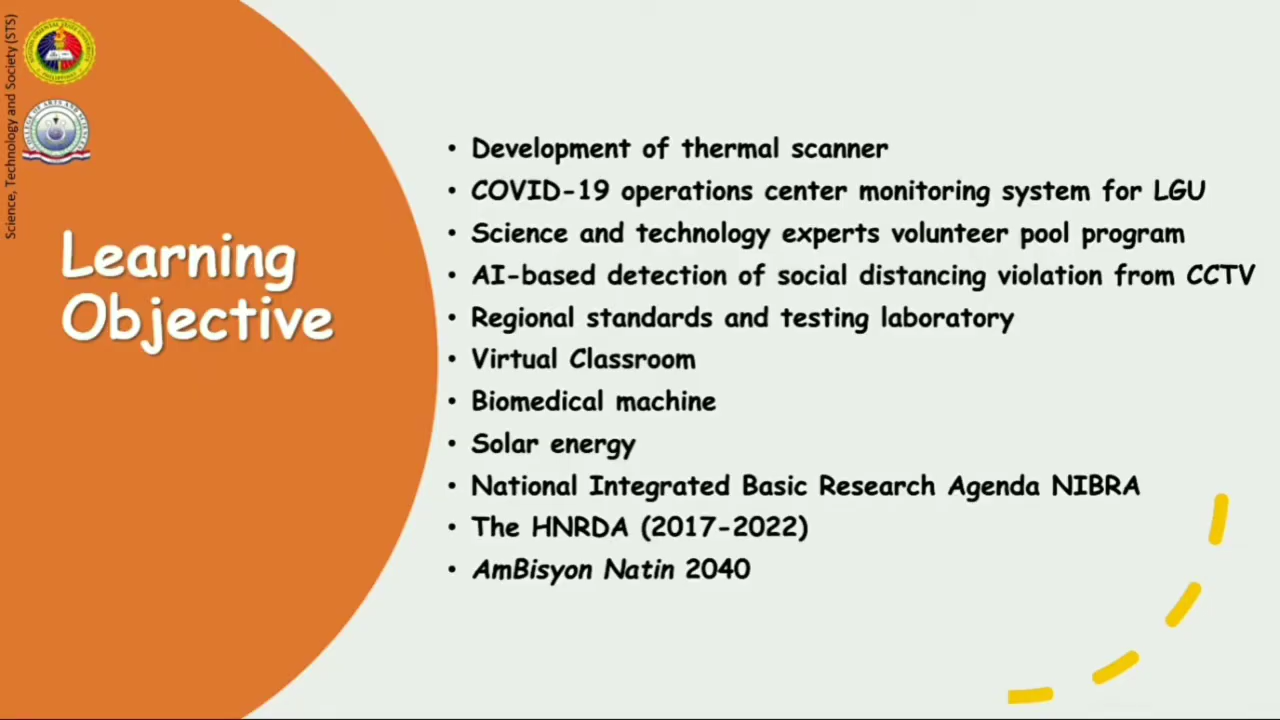 Science, Technology and Society (STS)
Learning
Objective
• Development of thermal scanner
• COVID-19 operations center monitoring system for LGU
• Science and technology experts volunteer pool program
• AI-based detection of social distancing violation from CCTV
• Regional standards and testing laboratory
• Virtual Classroom
• Biomedical machine
• Solar energy
• National Integrated Basic Research Agenda NIBRA
• The HNRDA (2017-2022)
• AmBisyon Natin 2040